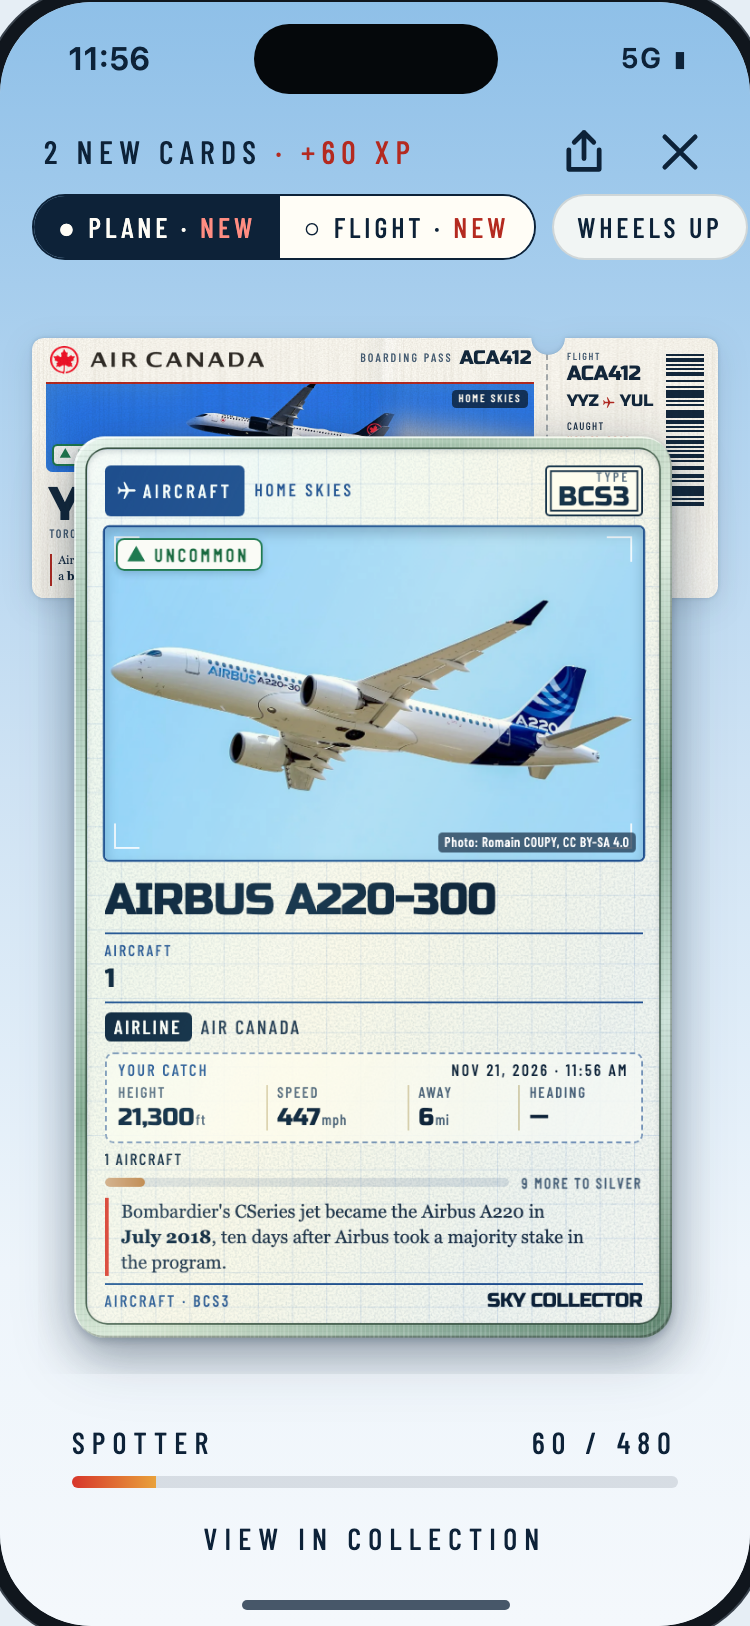 11:56
5G
2 NEW CARDS · +60 XP
PLANE · NEW
FLIGHT · NEW
WHEELS UP
AIR CANADA
BOARDING PASS ACA412
HOME SKIES
FLIGHT
ACA412
YYZ YUL
CAUGHT
AIRCRAFT
HOME SKIES
TYPE
BCS3
UNCOMMON
AIRBUS A220-30
A220
Photo: Romain COUPY, CC BY-SA 4.0
AIRBUS A220-300
AIRCRAFT
1
AIRLINE AIR CANADA
YOUR CATCH
NOV 21, 2026 · 11:56 AM
HEIGHT
21,300ft
SPEED
447mph
AWAY
6mi
HEADING
—
1 AIRCRAFT
9 MORE TO SILVER
Bombardier's CSeries jet became the Airbus A220 in
July 2018, ten days after Airbus took a majority stake in
the program.
AIRCRAFT · BCS3
SKY COLLECTOR
SPOTTER
60 / 480
VIEW IN COLLECTION